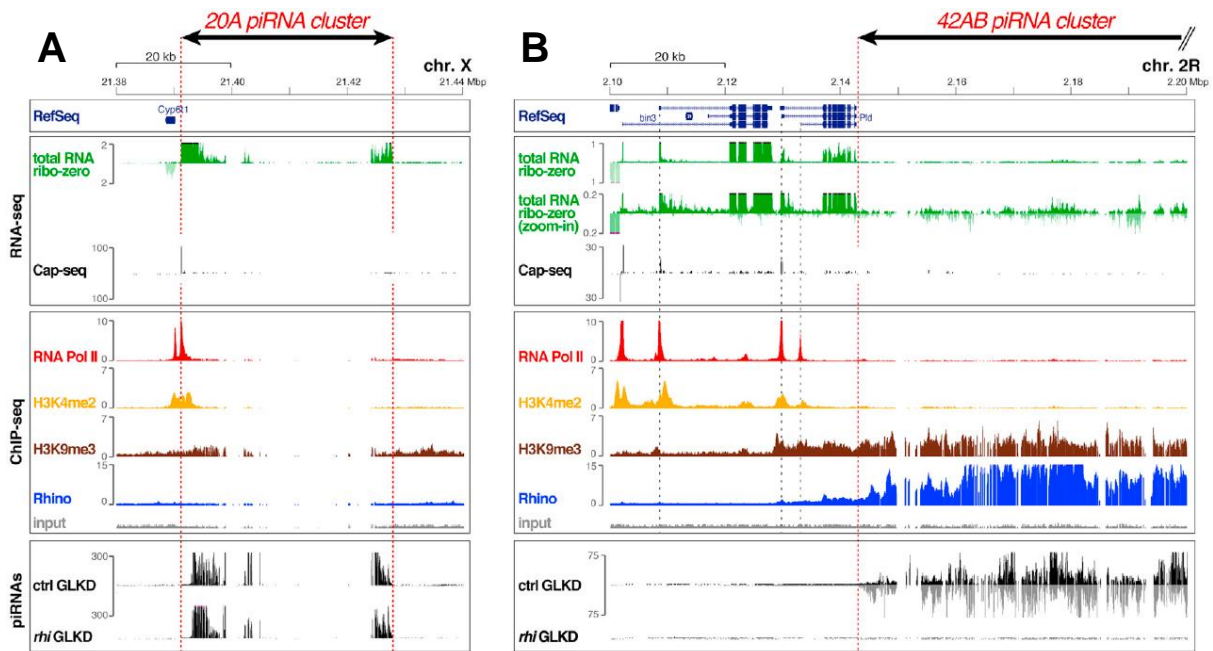 A
20A piRNA cluster
20 kb
chr. X
21.38
21.40
21.42
21.44 Mbp
RefSeq
Cyp6t1
RNA-seq
total RNA
ribo-zero
2
2
Cap-seq
100
100
ChIP-seq
RNA Pol II
10
0
H3K4me2
7
0
H3K9me3
7
0
Rhino
15
0
input
piRNAs
ctrl GLKD
300
rhi GLKD
300
B
42AB piRNA cluster
20 kb
chr. 2R
2.10
2.12
2.14
2.16
2.18
2.20 Mbp
RefSeq
bin3
Pld
total RNA
ribo-zero
1
1
total RNA
ribo-zero
(zoom-in)
0.2
0.2
Cap-seq
30
30
RNA Pol II
10
0
H3K4me2
7
0
H3K9me3
7
0
Rhino
15
0
input
ctrl GLKD
75
75
rhi GLKD